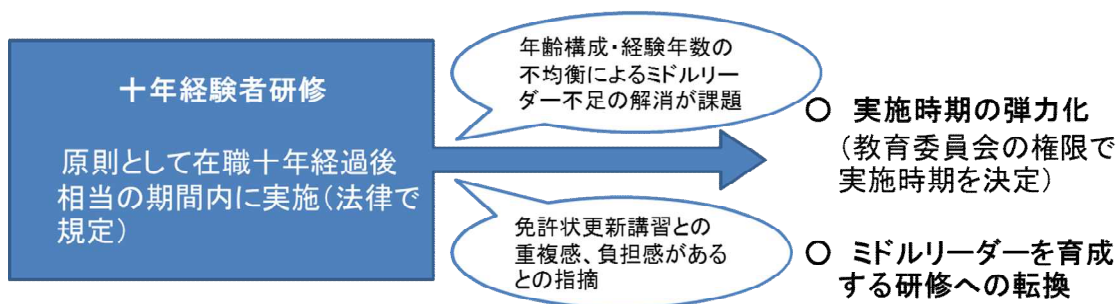 十年経験者研修
原則として在職十年経過後
相当の期間内に実施(法律で
規定)
年齢構成・経験年数の
不均衡によるミドルリー
ダー不足の解消が課題
免許状更新講習との
重複感、負担感がある
との指摘
○ 実施時期の弾力化
(教育委員会の権限で
実施時期を決定)
○ ミドルリーダーを育成
する研修への転換